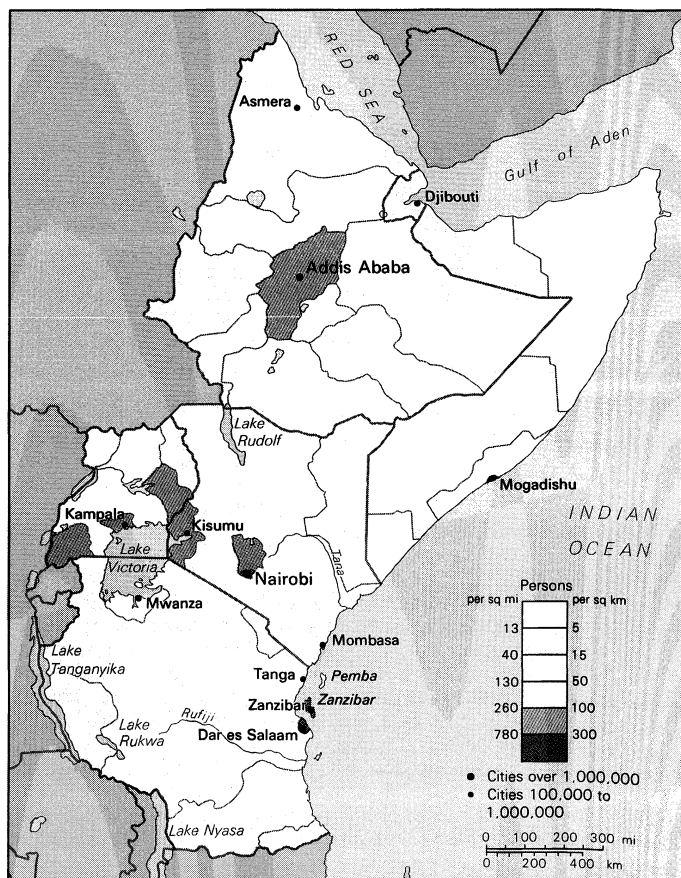 RED SEA
Asmera
Gulf of Aden
Djibouti
Addis Ababa
Lake
Rudolf
Mogadishu
Kampala
Kisumu
INDIAN
OCEAN
Lake
Victoria
Nairobi
Tana
Mwanza
Persons
per sq mi
per sq km
13
5
40
15
130
50
260
100
780
300
Mombasa
Lake
Tanganyika
Tanga
Pemba
Zanzibar
Zanzibar
Rufiji
Dar es Salaam
Lake
Rukwa
Cities over 1,000,000
Cities 100,000 to
1,000,000
Lake Nyasa
0 100 200 300 mi
0 200 400 km